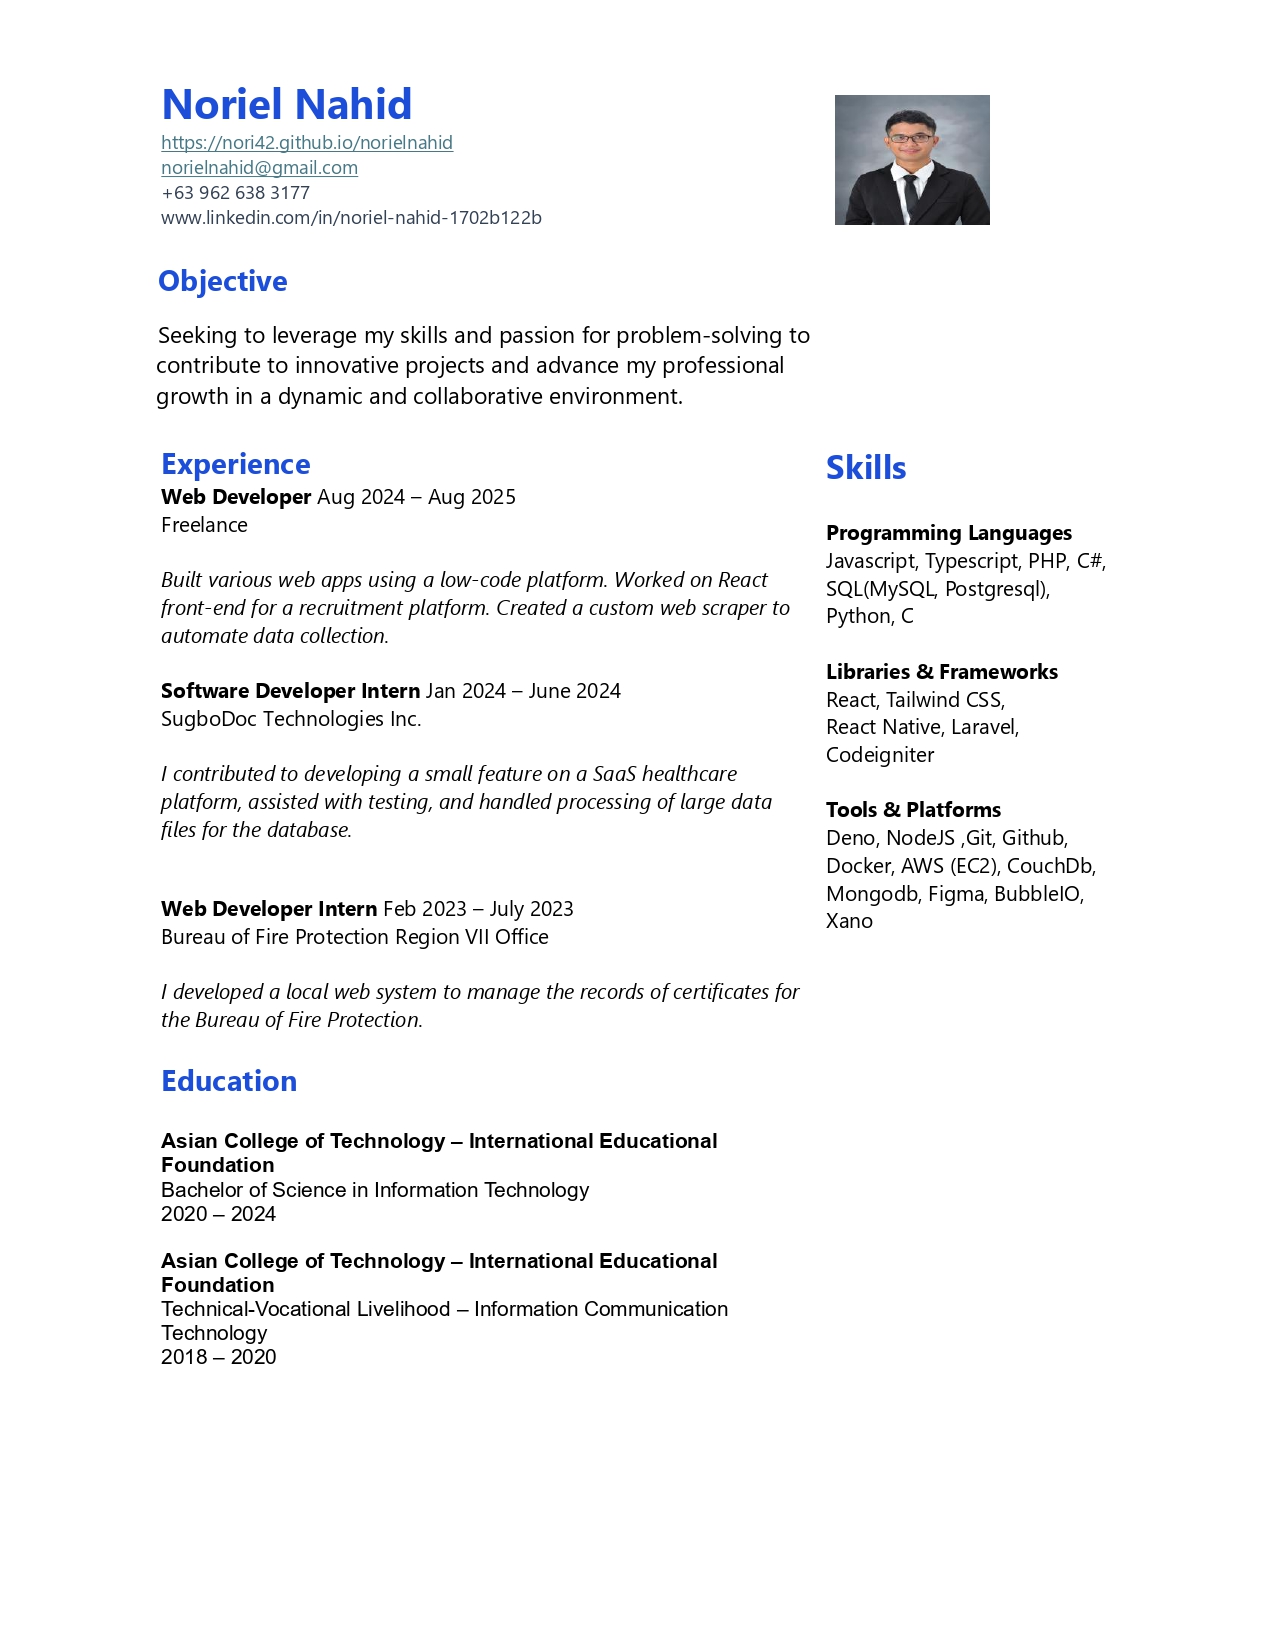 Noriel Nahid
https://nori42.github.io/norielnahid
norielnahid@gmail.com
+63 962 638 3177
www.linkedin.com/in/noriel-nahid-1702b122b
Objective
Seeking to leverage my skills and passion for problem-solving to
contribute to innovative projects and advance my professional
growth in a dynamic and collaborative environment.
Experience
Web Developer Aug 2024 – Aug 2025
Freelance
Built various web apps using a low-code platform. Worked on React
front-end for a recruitment platform. Created a custom web scraper to
automate data collection.
Software Developer Intern Jan 2024 – June 2024
SugboDoc Technologies Inc.
I contributed to developing a small feature on a SaaS healthcare
platform, assisted with testing, and handled processing of large data
files for the database.
Web Developer Intern Feb 2023 – July 2023
Bureau of Fire Protection Region VII Office
I developed a local web system to manage the records of certificates for
the Bureau of Fire Protection.
Education
Asian College of Technology – International Educational
Foundation
Bachelor of Science in Information Technology
2020 – 2024
Asian College of Technology – International Educational
Foundation
Technical-Vocational Livelihood – Information Communication
Technology
2018 – 2020
Skills
Programming Languages
Javascript, Typescript, PHP, C#,
SQL(MySQL, Postgresql),
Python, C
Libraries & Frameworks
React, Tailwind CSS,
React Native, Laravel,
Codeigniter
Tools & Platforms
Deno, NodeJS ,Git, Github,
Docker, AWS (EC2), CouchDb,
Mongodb, Figma, BubbleIO,
Xano